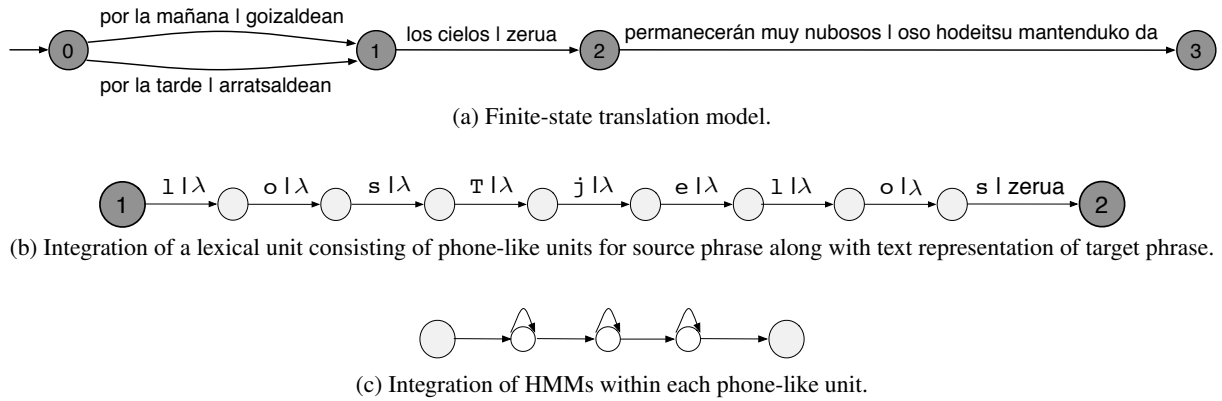 por la mañana | goizaldean
0 1 los cielos | zerua 2 permanecerán muy nubosos | oso hodeitsu mantenduko da 3
por la tarde | arratsaldean
(a) Finite-state translation model.
1 l | λ o | λ s | λ T | λ j | λ e | λ l | λ o | λ s | zerua 2
(b) Integration of a lexical unit consisting of phone-like units for source phrase along with text representation of target phrase.
(c) Integration of HMMs within each phone-like unit.